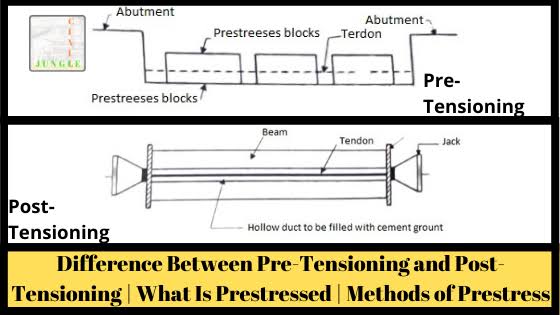 CIVIL
JUNGLE
Abutment
Prestreeses blocks
Abutment
Terdon
Prestreeses blocks
Pre-
Tensioning
Beam
Tendon
Jack
Post-
Tensioning
Hollow duct to be filled with cement grount
Difference Between Pre-Tensioning and Post-
Tensioning | What Is Prestressed | Methods of Prestress